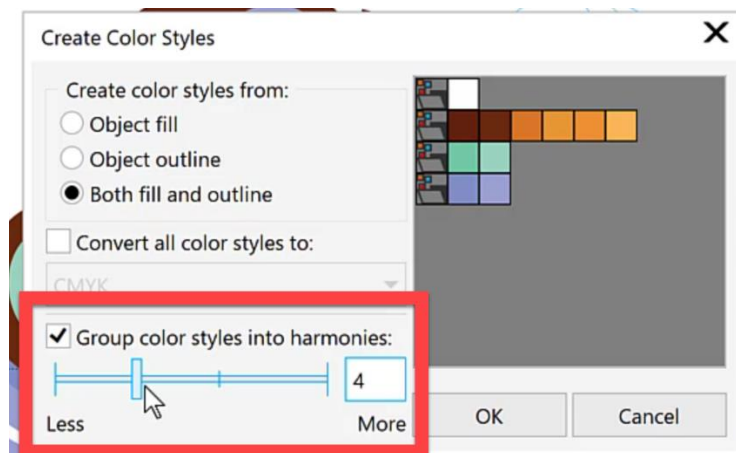 Create Color Styles
X
Create color styles from:
Object fill
Object outline
Both fill and outline
Convert all color styles to:
CMYK
Group color styles into harmonies:
4
Less More
OK Cancel